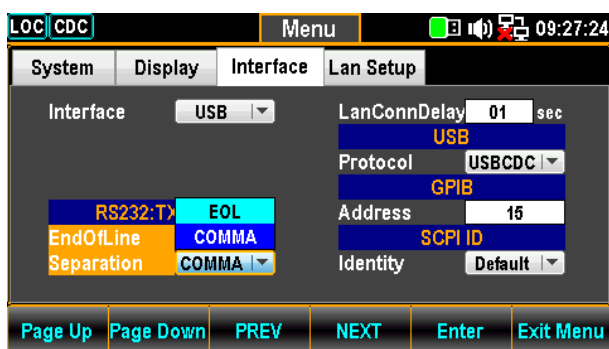 LOC CDC Menu 09:27:24
System Display Interface Lan Setup
Interface USB
LanConnDelay 01 sec
USB
Protocol USBCDC
GPIB
Address 15
SCPI ID
Identity Default
RS232:TX EOL
EndOfLine COMMA
Separation COMMA
Page Up Page Down PREV NEXT Enter Exit Menu